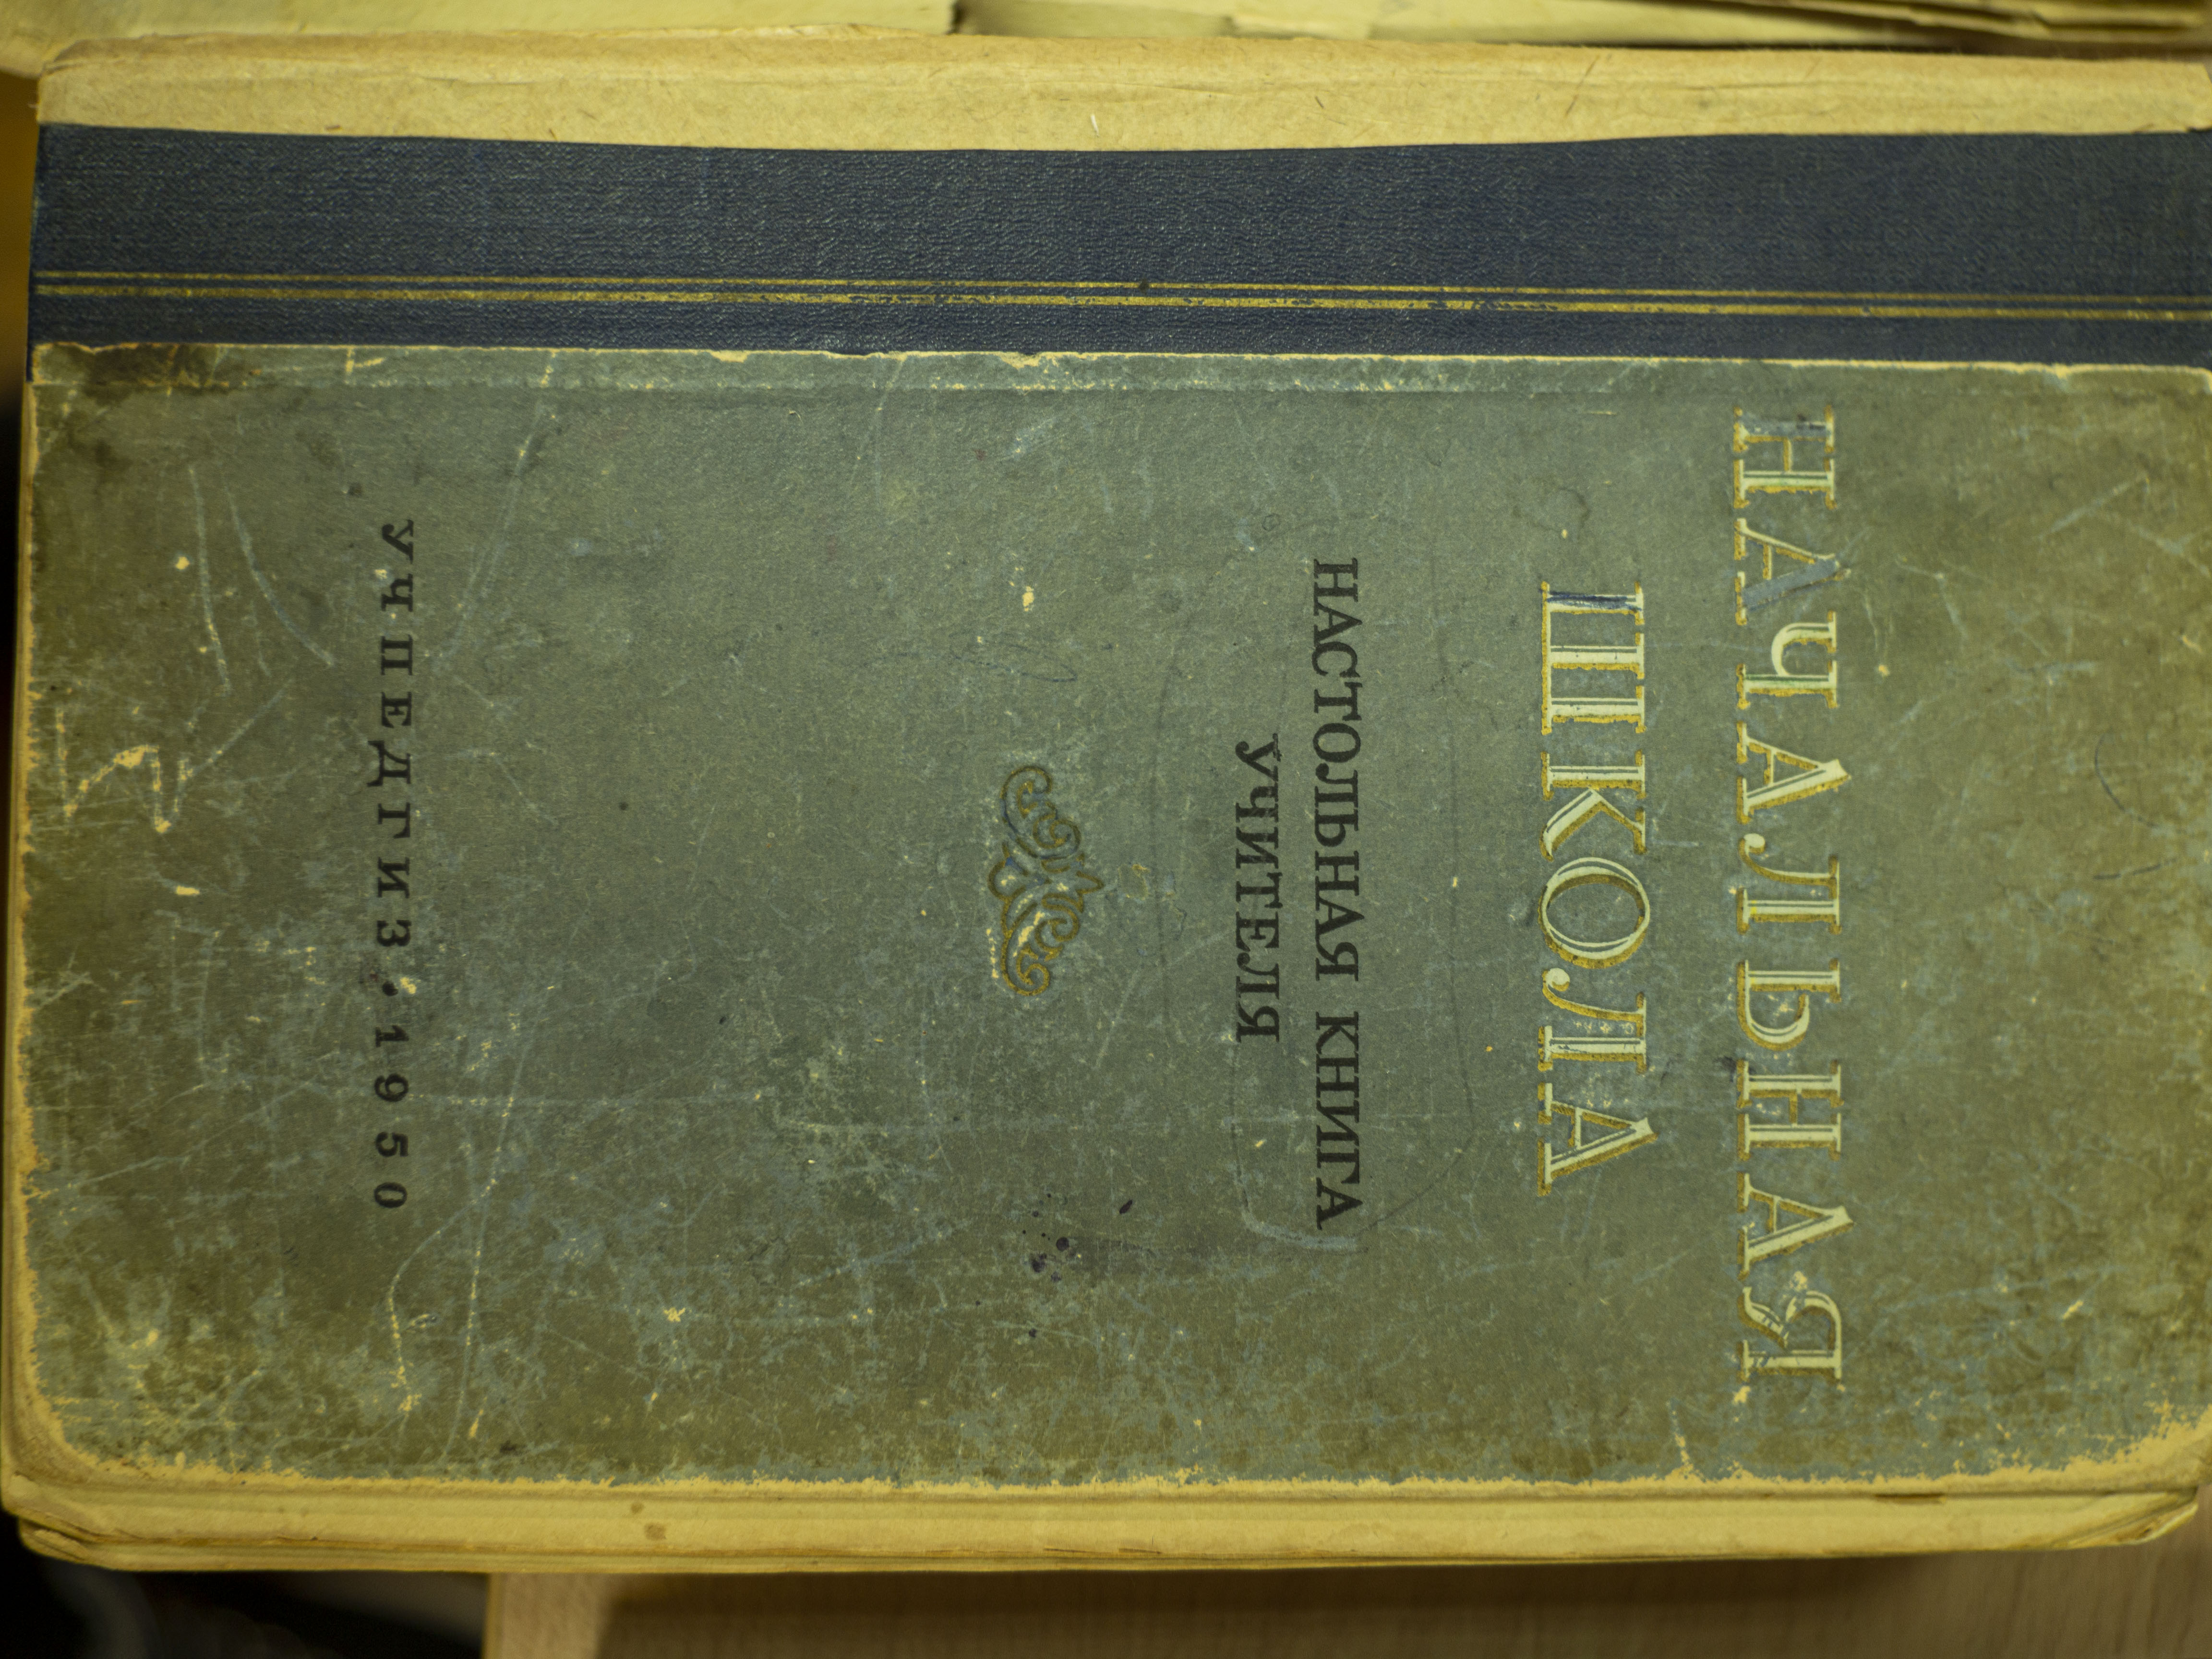 НАЧАЛЬНАЯ
ШКОЛА
НАСТОЛЬНАЯ КНИГА
УЧИТЕЛЯ
УЧПЕДГИЗ • 1950